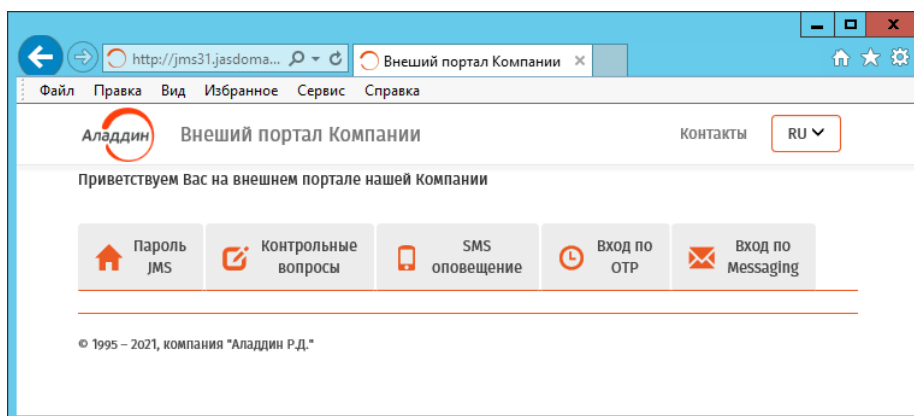 http://jms31.jasdoma...
Внеший портал Компании
Файл Правка Вид Избранное Сервис Справка
Аладдин
Внеший портал Компании
Контакты
RU
Приветствуем Вас на внешнем портале нашей Компании
Пароль
JMS
Контрольные
вопросы
SMS
оповещение
Вход по
OTP
Вход по
Messaging
© 1995 – 2021, компания "Аладдин Р.Д."